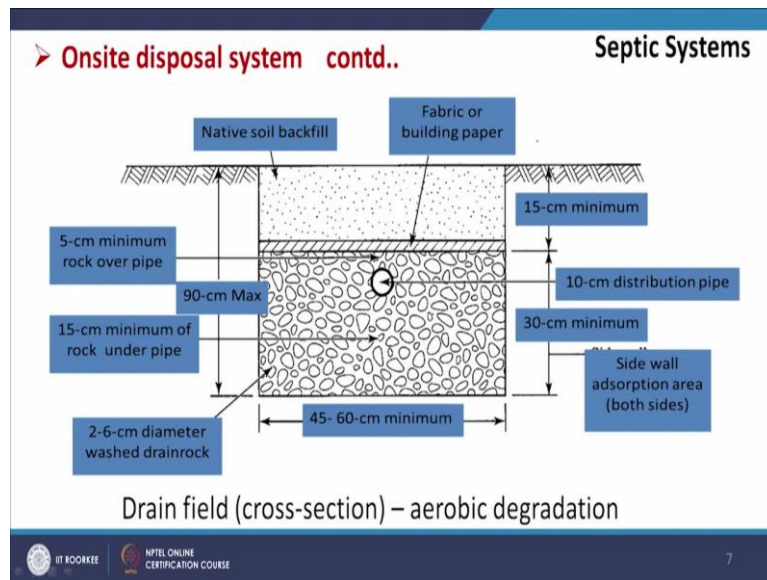 ➢ Onsite disposal system contd..
Septic Systems
Fabric or
building paper
Native soil backfill
15-cm minimum
5-cm minimum
rock over pipe
10-cm distribution pipe
90-cm Max
30-cm minimum
15-cm minimum of
rock under pipe
Side wall
adsorption area
(both sides)
45- 60-cm minimum
2-6-cm diameter
washed drainrock
Drain field (cross-section) – aerobic degradation
IIT ROORKEE
NPTEL ONLINE
CERTIFICATION COURSE
7